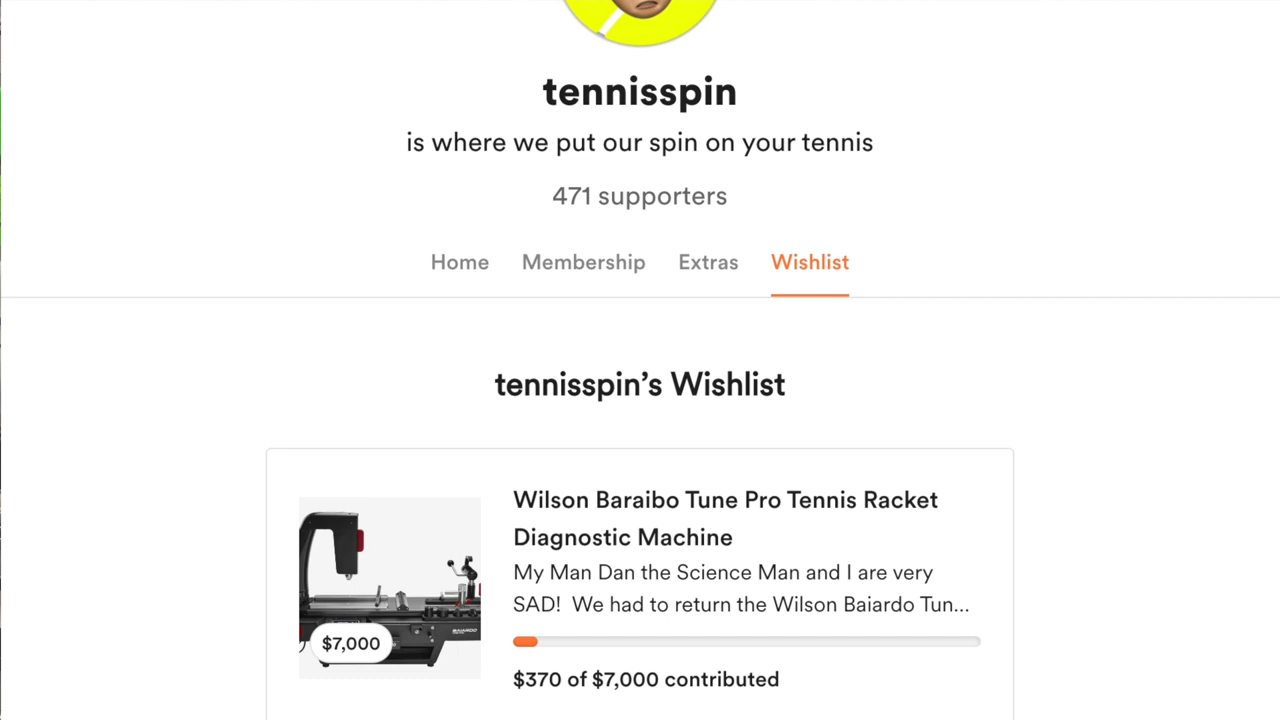 tennisspin
is where we put our spin on your tennis
471 supporters
Home Membership Extras Wishlist
tennisspin’s Wishlist
Wilson Baraibo Tune Pro Tennis Racket
Diagnostic Machine
My Man Dan the Science Man and I are very
SAD!  We had to return the Wilson Baiardo Tun...
$7,000
$370 of $7,000 contributed